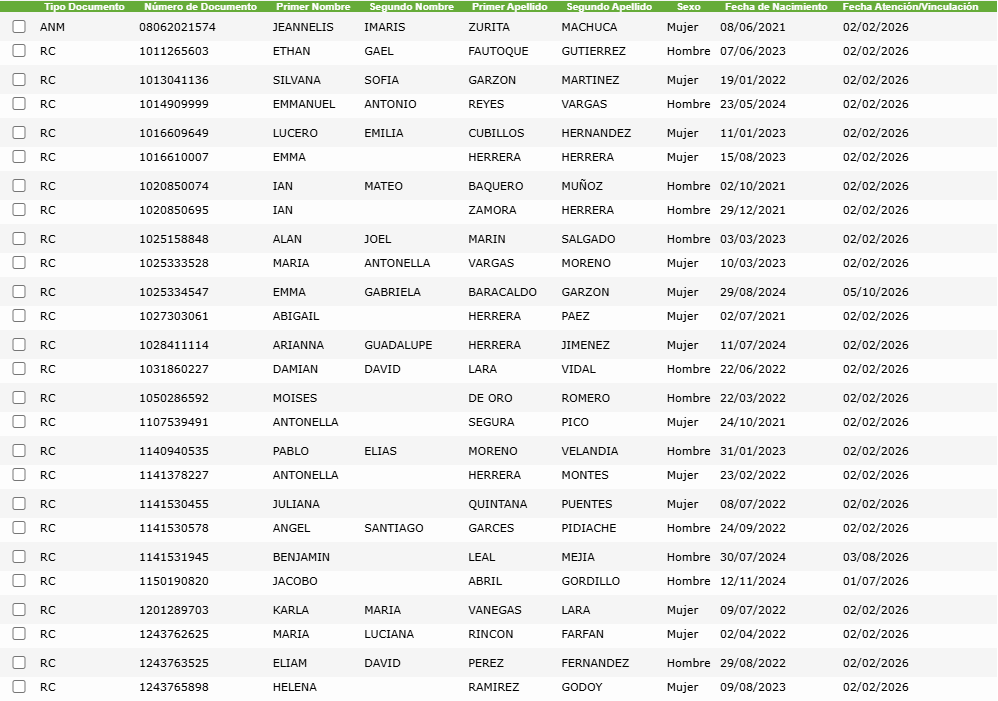 Tipo Documento Número de Documento Primer Nombre Segundo Nombre Primer Apellido Segundo Apellido Sexo Fecha de Nacimiento Fecha Atención/Vinculación
ANM 08062021574 JEANNELIS IMARIS ZURITA MACHUCA Mujer 08/06/2021 02/02/2026
RC 1011265603 ETHAN GAEL FAUTOQUE GUTIERREZ Hombre 07/06/2023 02/02/2026
RC 1013041136 SILVANA SOFIA GARZON MARTINEZ Mujer 19/01/2022 02/02/2026
RC 1014909999 EMMANUEL ANTONIO REYES VARGAS Hombre 23/05/2024 02/02/2026
RC 1016609649 LUCERO EMILIA CUBILLOS HERNANDEZ Mujer 11/01/2023 02/02/2026
RC 1016610007 EMMA HERRERA HERRERA Mujer 15/08/2023 02/02/2026
RC 1020850074 IAN MATEO BAQUERO MUÑOZ Hombre 02/10/2021 02/02/2026
RC 1020850695 IAN ZAMORA HERRERA Hombre 29/12/2021 02/02/2026
RC 1025158848 ALAN JOEL MARIN SALGADO Hombre 03/03/2023 02/02/2026
RC 1025333528 MARIA ANTONELLA VARGAS MORENO Mujer 10/03/2023 02/02/2026
RC 1025334547 EMMA GABRIELA BARACALDO GARZON Mujer 29/08/2024 05/10/2026
RC 1027303061 ABIGAIL HERRERA PAEZ Mujer 02/07/2021 02/02/2026
RC 1028411114 ARIANNA GUADALUPE HERRERA JIMENEZ Mujer 11/07/2024 02/02/2026
RC 1031860227 DAMIAN DAVID LARA VIDAL Hombre 22/06/2022 02/02/2026
RC 1050286592 MOISES DE ORO ROMERO Hombre 22/03/2022 02/02/2026
RC 1107539491 ANTONELLA SEGURA PICO Mujer 24/10/2021 02/02/2026
RC 1140940535 PABLO ELIAS MORENO VELANDIA Hombre 31/01/2023 02/02/2026
RC 1141378227 ANTONELLA HERRERA MONTES Mujer 23/02/2022 02/02/2026
RC 1141530455 JULIANA QUINTANA PUENTES Mujer 08/07/2022 02/02/2026
RC 1141530578 ANGEL SANTIAGO GARCES PIDIACHE Hombre 24/09/2022 02/02/2026
RC 1141531945 BENJAMIN LEAL MEJIA Hombre 30/07/2024 03/08/2026
RC 1150190820 JACOBO ABRIL GORDILLO Hombre 12/11/2024 01/07/2026
RC 1201289703 KARLA MARIA VANEGAS LARA Mujer 09/07/2022 02/02/2026
RC 1243762625 MARIA LUCIANA RINCON FARFAN Mujer 02/04/2022 02/02/2026
RC 1243763525 ELIAM DAVID PEREZ FERNANDEZ Hombre 29/08/2022 02/02/2026
RC 1243765898 HELENA RAMIREZ GODOY Mujer 09/08/2023 02/02/2026